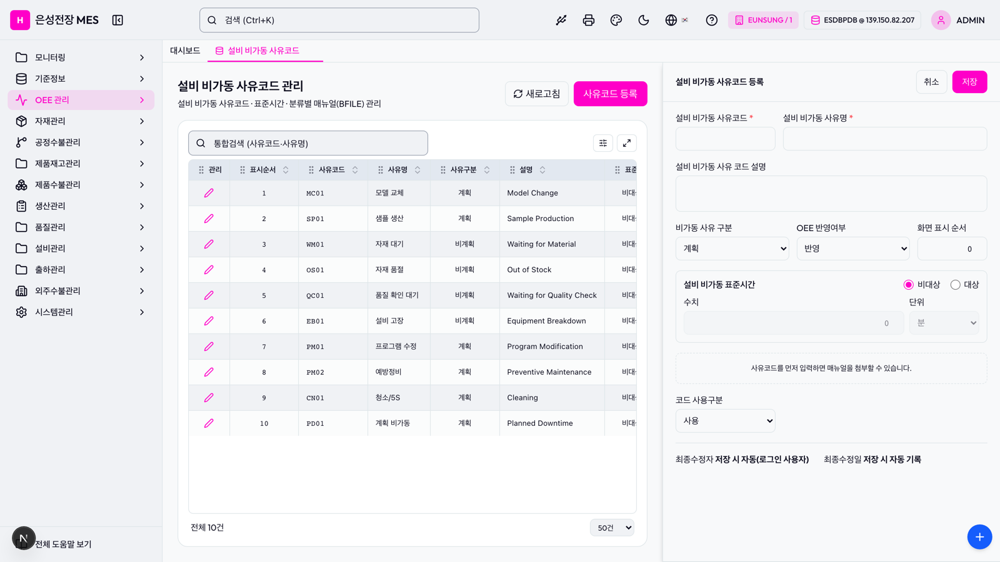 H 은성전장 MES
검색 (Ctrl+K)
EUNSUNG / 1
ESDBPDB @ 139.150.82.207
ADMIN
모니터링
기준정보
OEE 관리
자재관리
공정수불관리
제품재고관리
제품수불관리
생산관리
품질관리
설비관리
출하관리
외주수불관리
시스템관리
N 전체 도움말 보기
대시보드
설비 비가동 사유코드
설비 비가동 사유코드 관리
설비 비가동 사유코드 · 표준시간 · 분류별 매뉴얼(BFILE) 관리
새로고침
사유코드 등록
통합검색 (사유코드·사유명)
관리 표시순서 사유코드 사유명 사유구분 설명 표준
1 MC01 모델 교체 계획 Model Change 비대상
2 SP01 샘플 생산 계획 Sample Production 비대상
3 WM01 자재 대기 비계획 Waiting for Material 비대상
4 OS01 자재 품절 비계획 Out of Stock 비대상
5 QC01 품질 확인 대기 비계획 Waiting for Quality Check 비대상
6 EB01 설비 고장 비계획 Equipment Breakdown 비대상
7 PM01 프로그램 수정 계획 Program Modification 비대상
8 PM02 예방정비 계획 Preventive Maintenance 비대상
9 CN01 청소/5S 계획 Cleaning 비대상
10 PD01 계획 비가동 계획 Planned Downtime 비대상
전체 10건
50건
설비 비가동 사유코드 등록
취소
저장
설비 비가동 사유코드 *
설비 비가동 사유명 *
설비 비가동 사유 코드 설명
비가동 사유 구분 OEE 반영여부 화면 표시 순서
계획 반영 0
설비 비가동 표준시간 비대상 대상
수치 단위
0 분
사유코드를 먼저 입력하면 매뉴얼을 첨부할 수 있습니다.
코드 사용구분
사용
최종수정자 저장 시 자동(로그인 사용자) 최종수정일 저장 시 자동 기록